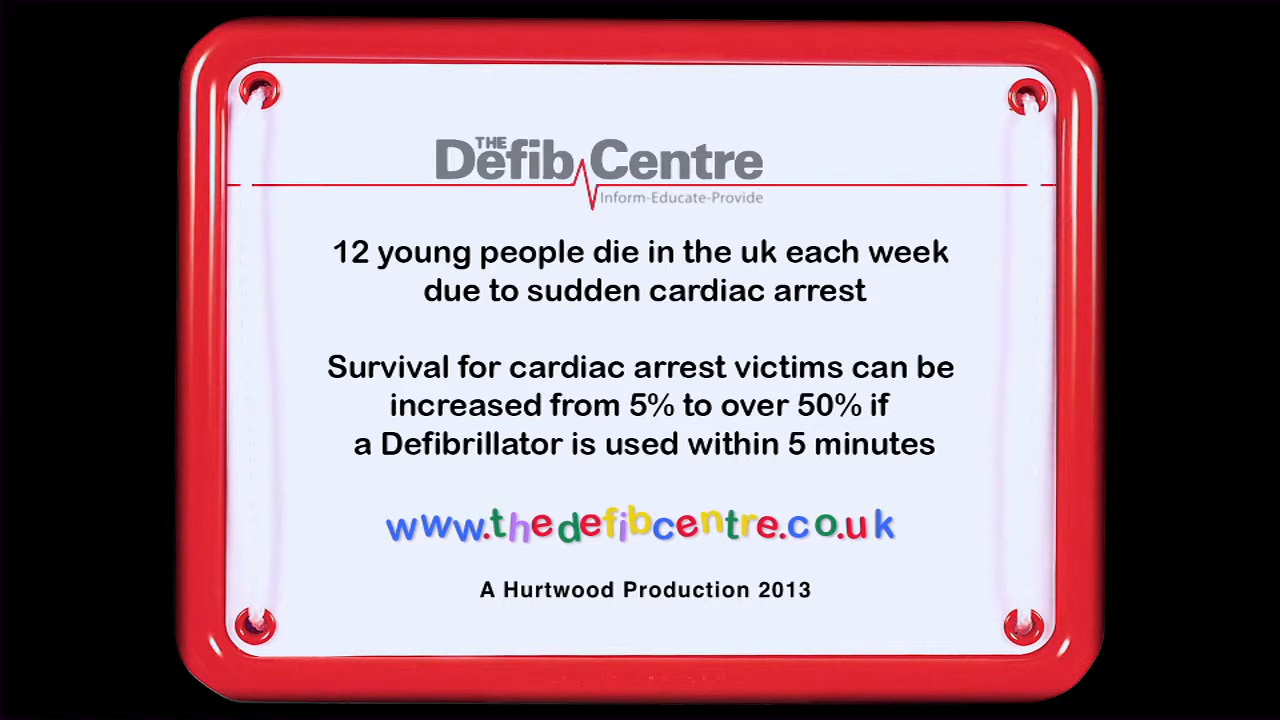 THE
Defib Centre
Inform-Educate-Provide
12 young people die in the uk each week
due to sudden cardiac arrest
Survival for cardiac arrest victims can be
increased from 5% to over 50% if
a Defibrillator is used within 5 minutes
www.thedefibcentre.co.uk
A Hurtwood Production 2013